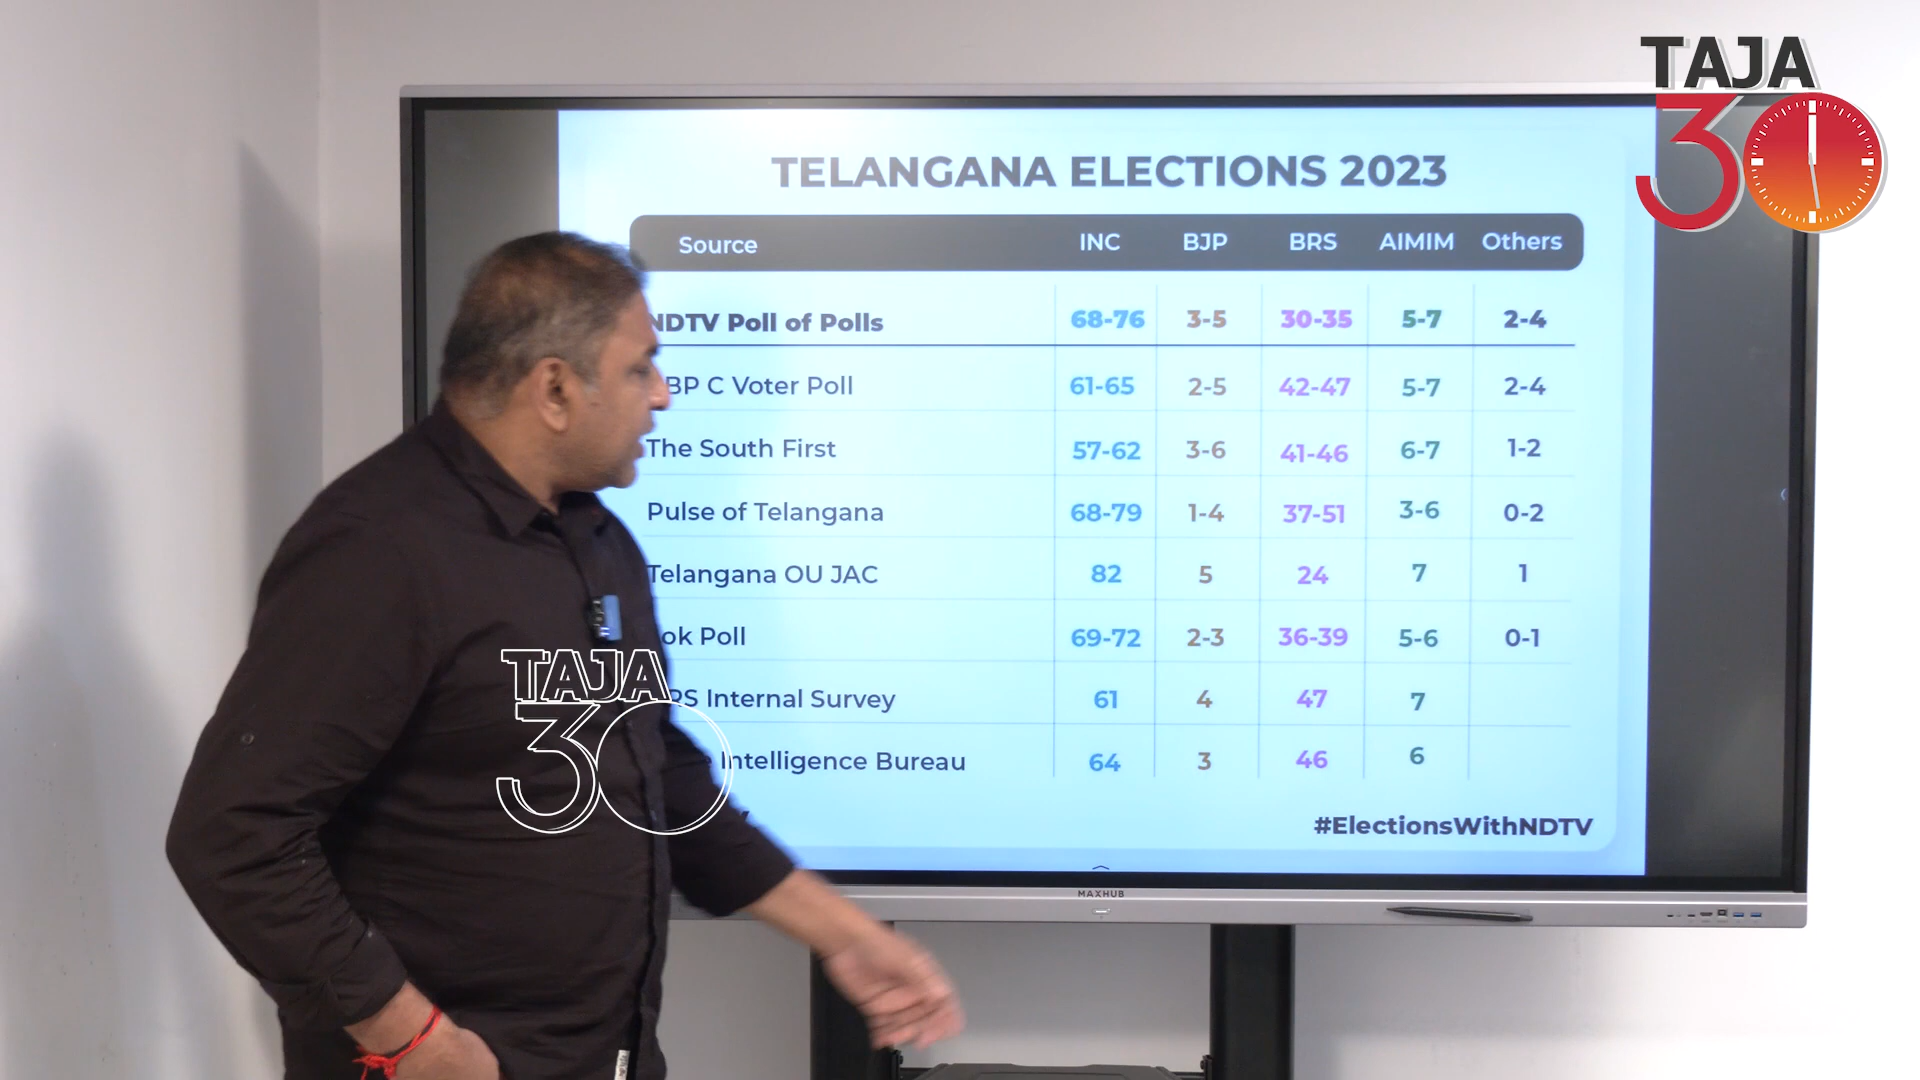 TAJA
30
TELANGANA ELECTIONS 2023
Source INC BJP BRS AIMIM Others
NDTV Poll of Polls 68-76 3-5 30-35 5-7 2-4
BP C Voter Poll 61-65 2-5 42-47 5-7 2-4
The South First 57-62 3-6 41-46 6-7 1-2
Pulse of Telangana 68-79 1-4 37-51 3-6 0-2
Telangana OU JAC 82 5 24 7 1
ok Poll 69-72 2-3 36-39 5-6 0-1
RS Internal Survey 61 4 47 7
e Intelligence Bureau 64 3 46 6
#ElectionsWithNDTV
MAXHUB
TAJA
30